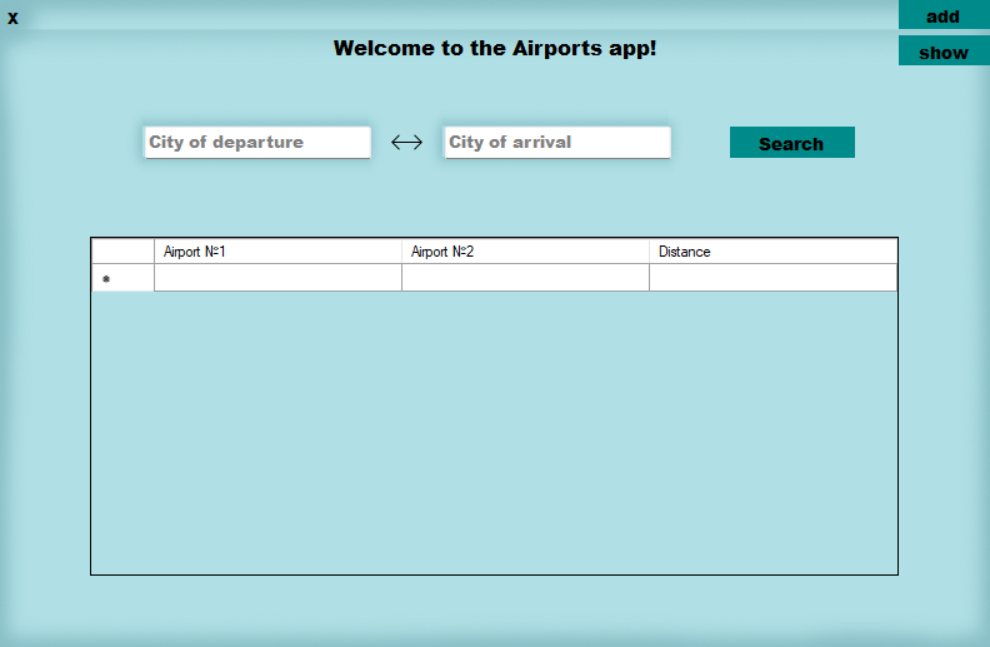 x
add
Welcome to the Airports app!
show
City of departure ↔ City of arrival Search
Airport №1 Airport №2 Distance
*